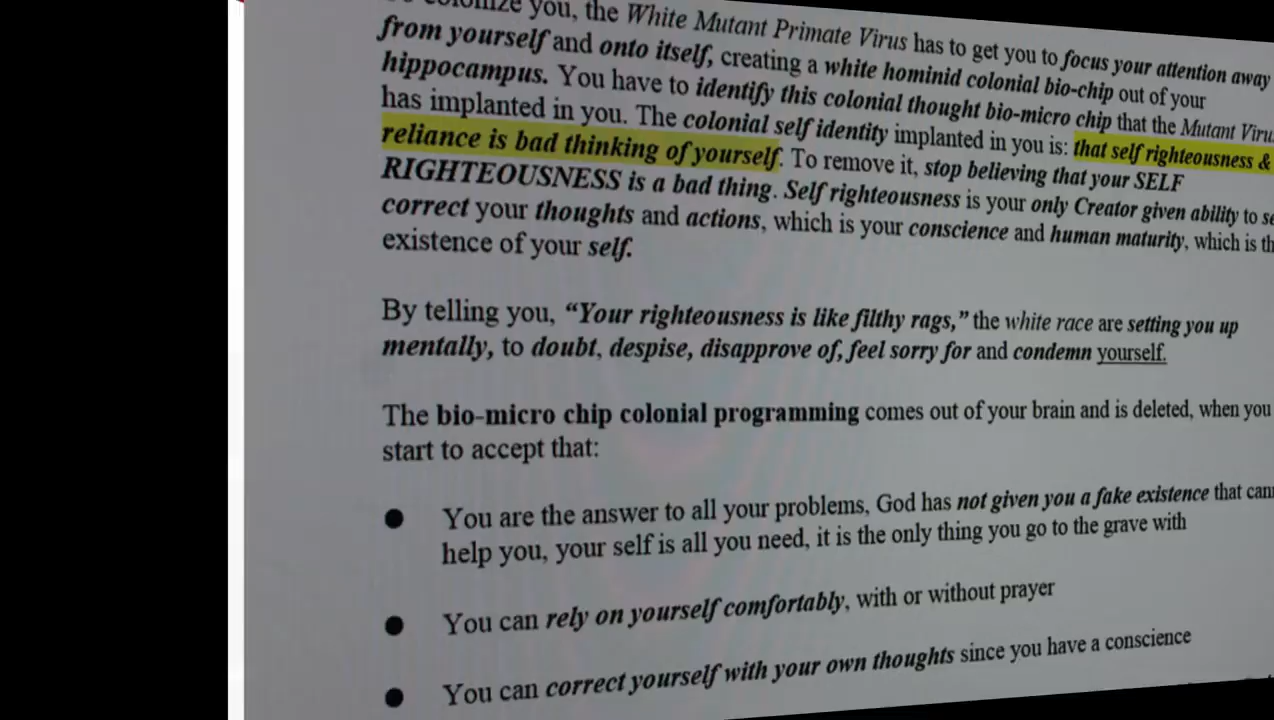 you, the White Mutant Primate Virus has to get you to focus your attention away
from yourself and onto itself, creating a white hominid colonial bio-chip out of your
hippocampus. You have to identify this colonial thought bio-micro chip that the Mutant
has implanted in you. The colonial self identity implanted in you is: that self righteousness &
reliance is bad thinking of yourself. To remove it, stop believing that your SELF
RIGHTEOUSNESS is a bad thing. Self righteousness is your only Creator given ability to
correct your thoughts and actions, which is your conscience and human maturity, which is
existence of your self.
By telling you, “Your righteousness is like filthy rags,” the white race are setting you up
mentally, to doubt, despise, disapprove of, feel sorry for and condemn yourself.
The bio-micro chip colonial programming comes out of your brain and is deleted, when you
start to accept that:
● You are the answer to all your problems, God has not given you a fake existence that
help you, your self is all you need, it is the only thing you go to the grave with
● You can rely on yourself comfortably, with or without prayer
● You can correct yourself with your own thoughts since you have a conscience